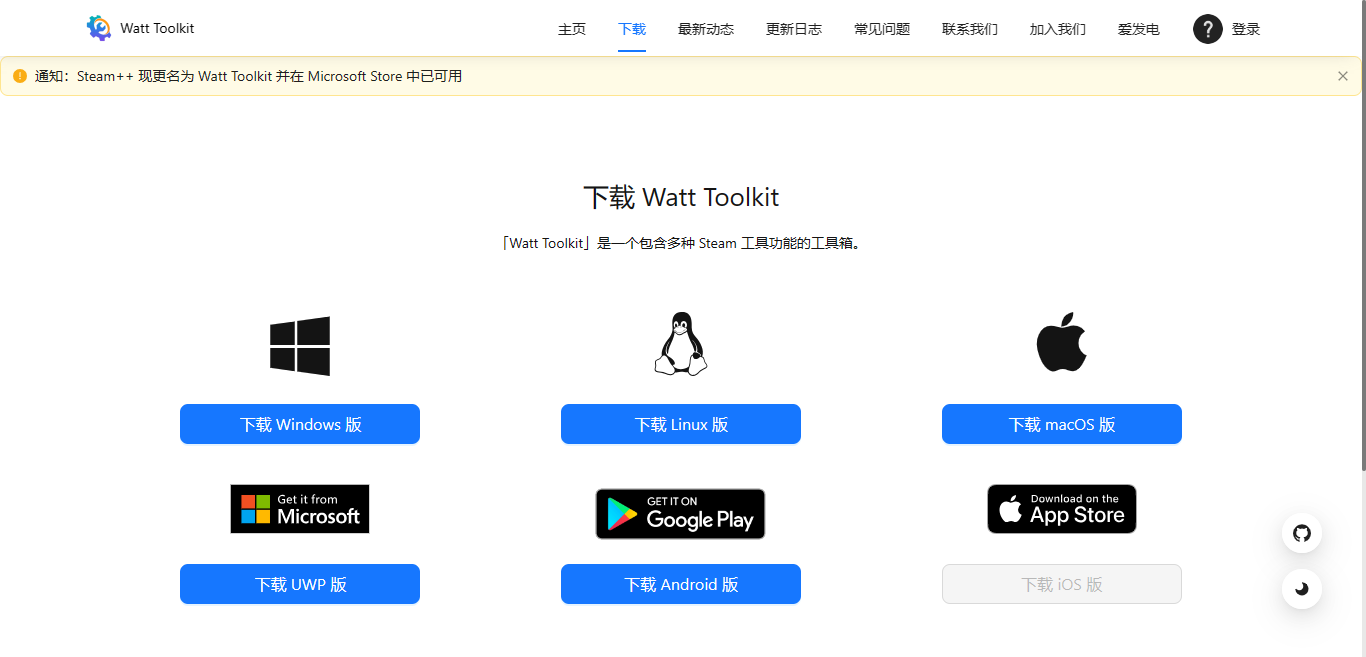 Watt Toolkit
主页
下载
最新动态
更新日志
常见问题
联系我们
加入我们
爱发电
?
登录
通知：Steam++ 现更名为 Watt Toolkit 并在 Microsoft Store 中已可用
下载 Watt Toolkit
「Watt Toolkit」是一个包含多种 Steam 工具功能的工具箱。
下载 Windows 版
下载 Linux 版
下载 macOS 版
Get it from
Microsoft
GET IT ON
Google Play
Download on the
App Store
下载 UWP 版
下载 Android 版
下载 iOS 版